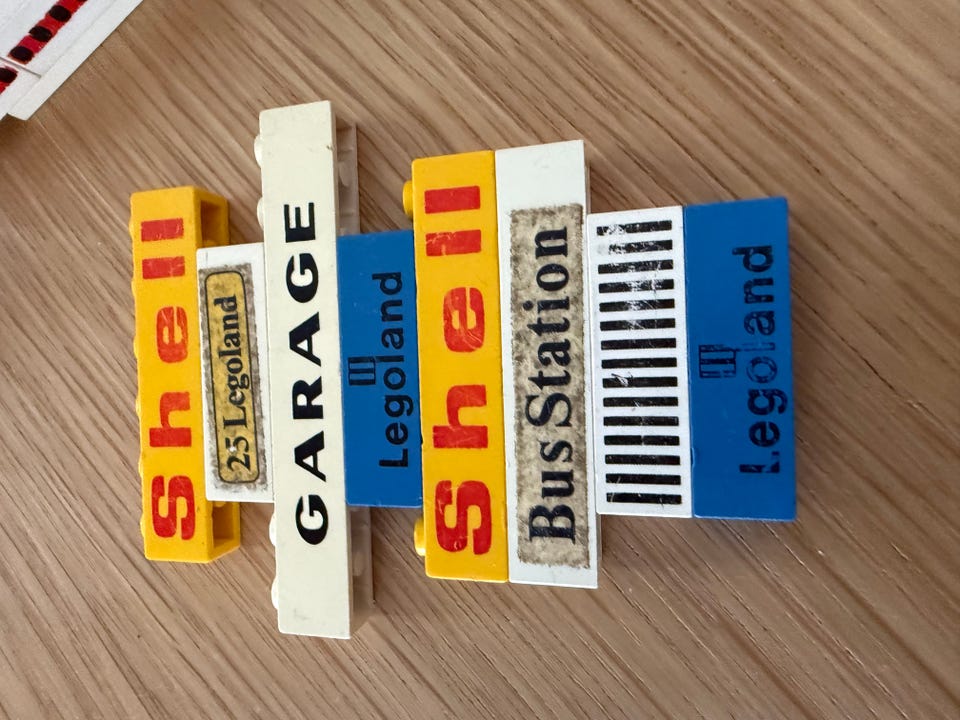 Shell
25 Legoland
GARAGE
Legoland
Shell
Bus Station
Legoland